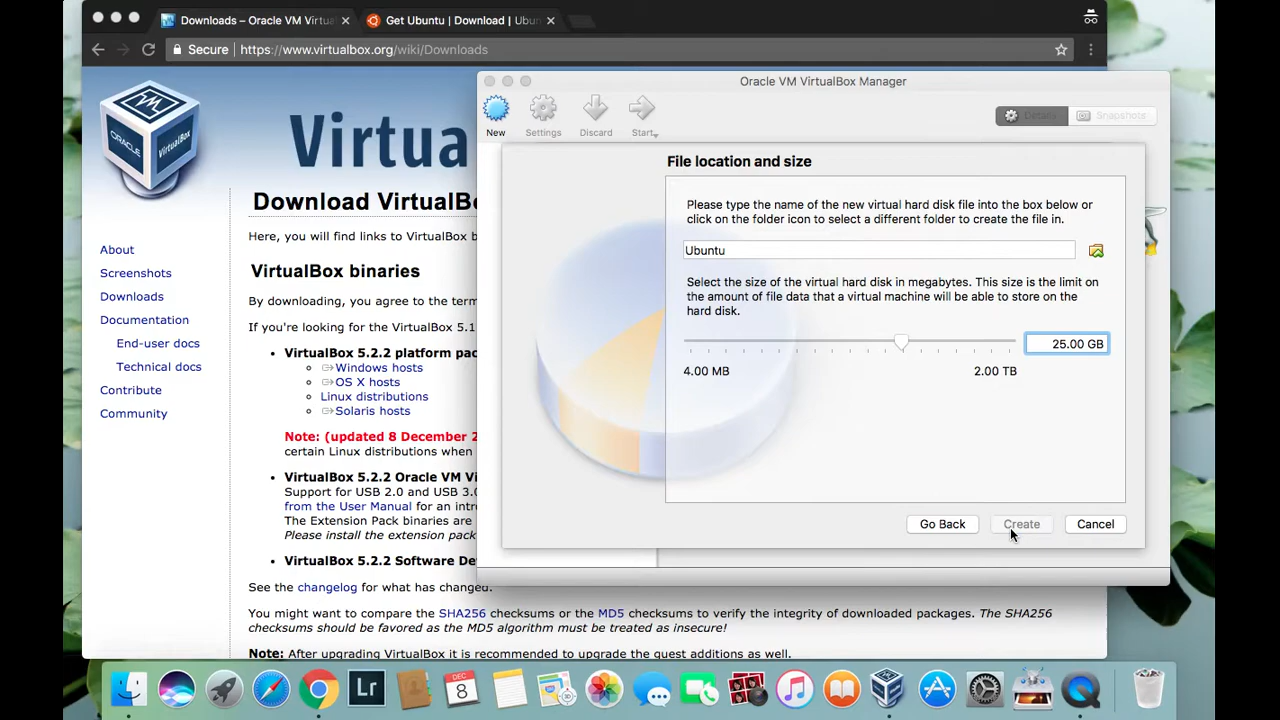 Downloads – Oracle VM Virtua
Get Ubuntu | Download | Ubun
Secure
https://www.virtualbox.org/wiki/Downloads
Oracle VM VirtualBox Manager
New
Settings
Discard
Start
Details
Snapshots
ORACLE
VM
VirtualBox
Virtua
Download VirtualB
Here, you will find links to VirtualBox b
VirtualBox binaries
By downloading, you agree to the term
If you're looking for the VirtualBox 5.1
• VirtualBox 5.2.2 platform pac
Windows hosts
OS X hosts
Linux distributions
Solaris hosts
Note: (updated 8 December 2
certain Linux distributions when
• VirtualBox 5.2.2 Oracle VM Vi
Support for USB 2.0 and USB 3.0
from the User Manual for an intro
The Extension Pack binaries are
Please install the extension pack
• VirtualBox 5.2.2 Software De
See the changelog for what has changed.
You might want to compare the SHA256 checksums or the MD5 checksums to verify the integrity of downloaded packages. The SHA256
checksums should be favored as the MD5 algorithm must be treated as insecure!
Note: After upgrading VirtualBox it is recommended to upgrade the guest additions as well.
About
Screenshots
Downloads
Documentation
End-user docs
Technical docs
Contribute
Community
File location and size
Please type the name of the new virtual hard disk file into the box below or
click on the folder icon to select a different folder to create the file in.
Ubuntu
Select the size of the virtual hard disk in megabytes. This size is the limit on
the amount of file data that a virtual machine will be able to store on the
hard disk.
25.00 GB
4.00 MB
2.00 TB
Go Back
Create
Cancel
Lr
DEC
8